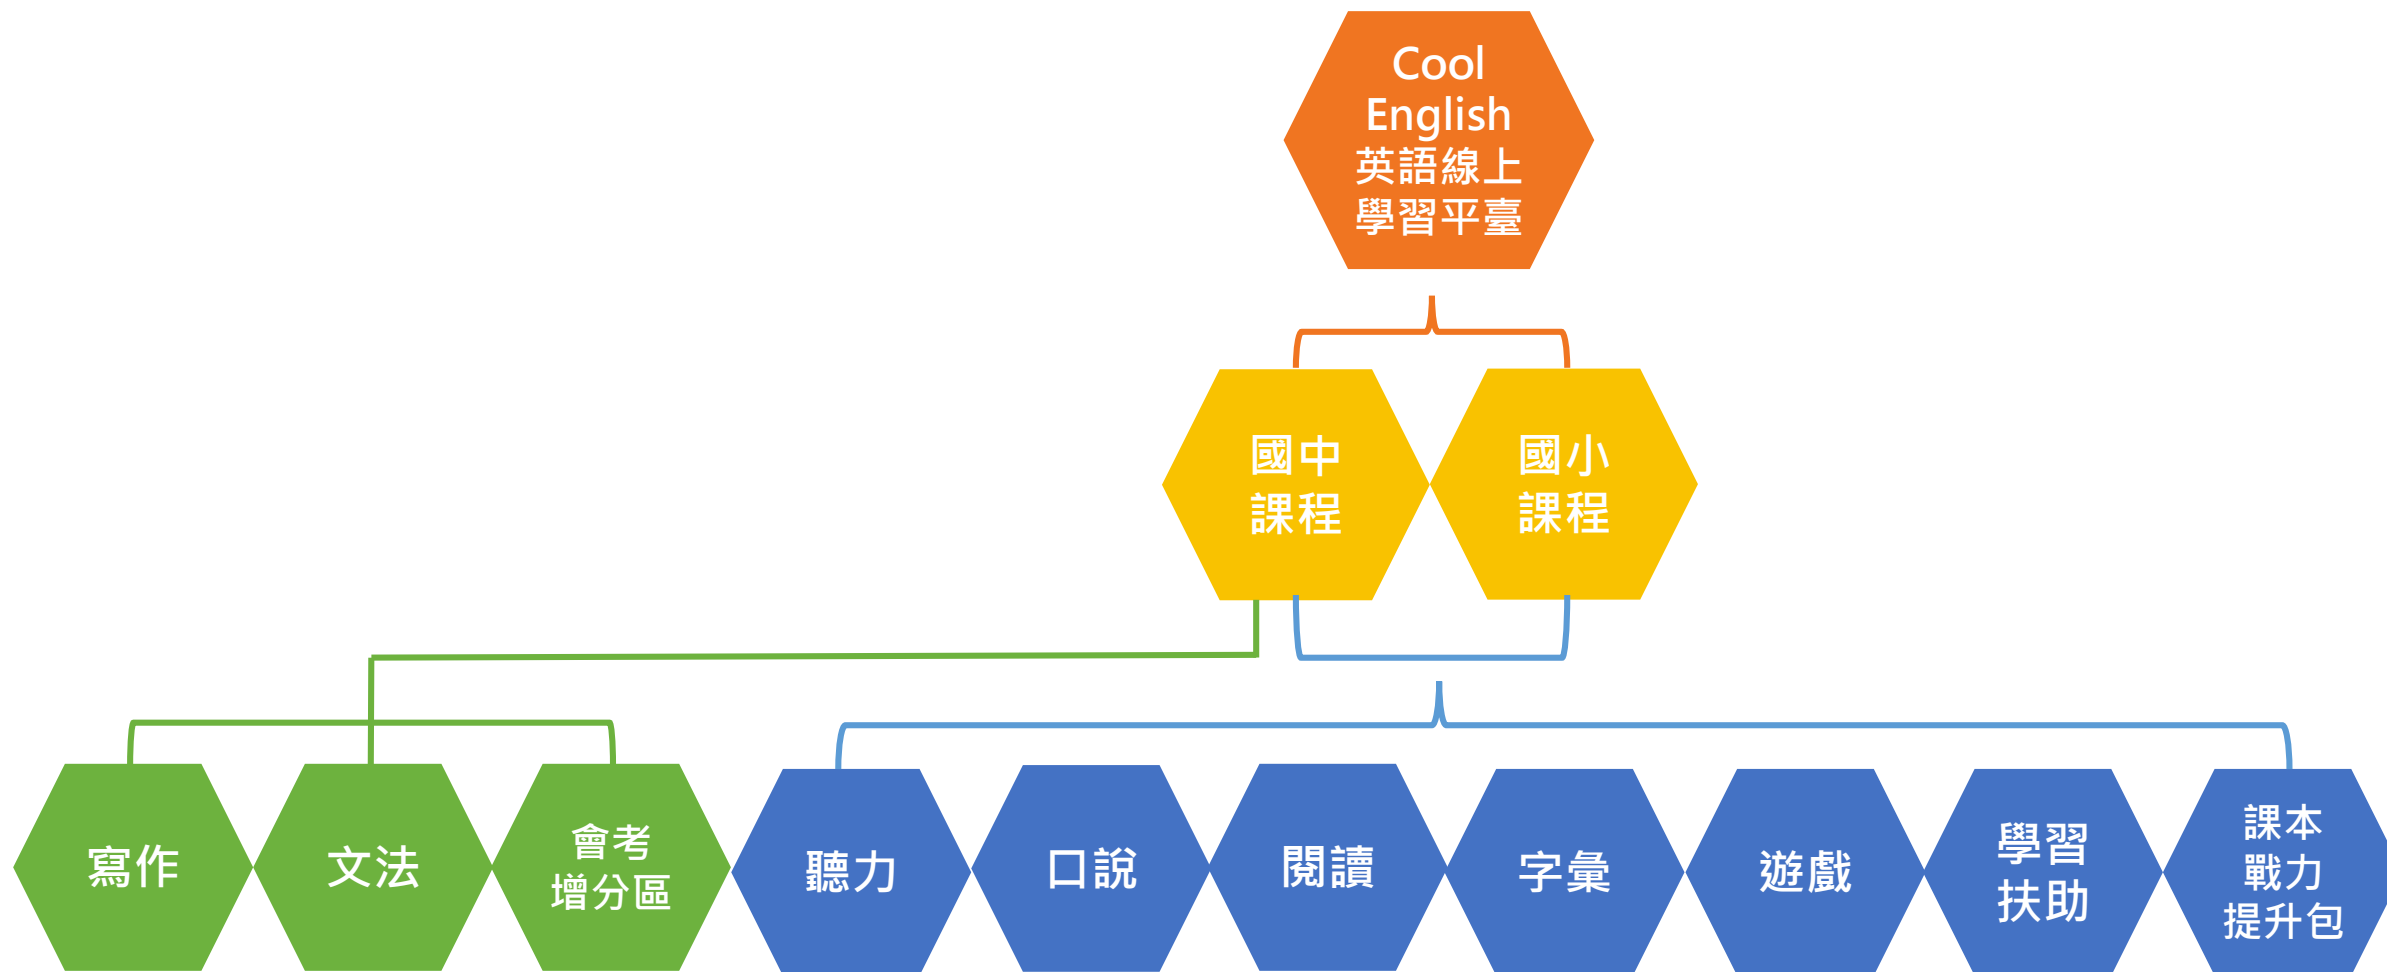 Cool
English
英語線上
學習平臺
國中
課程
國小
課程
寫作
文法
會考
增分區
聽力
口說
閱讀
字彙
遊戲
學習
扶助
課本
戰力
提升包